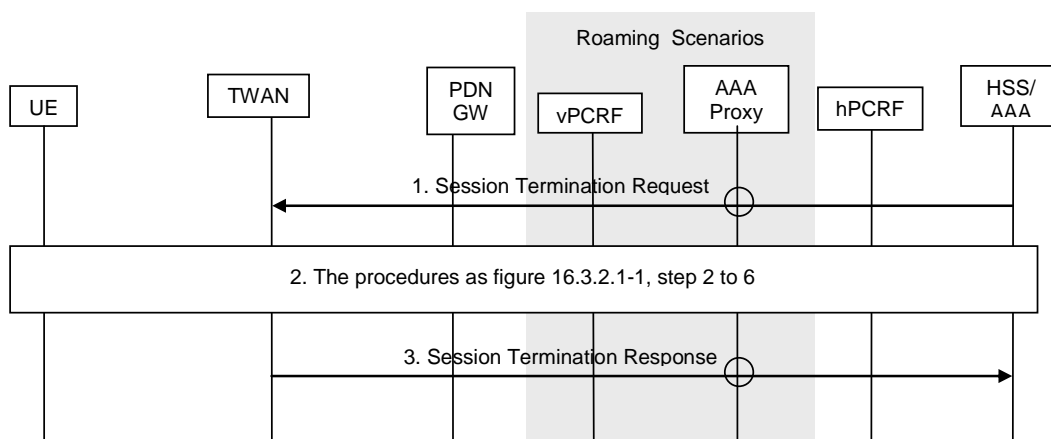 Roaming Scenarios
UE
TWAN
PDN
GW
vPCRF
AAA
Proxy
hPCRF
HSS/
AAA
1. Session Termination Request
2. The procedures as figure 16.3.2.1-1, step 2 to 6
3. Session Termination Response